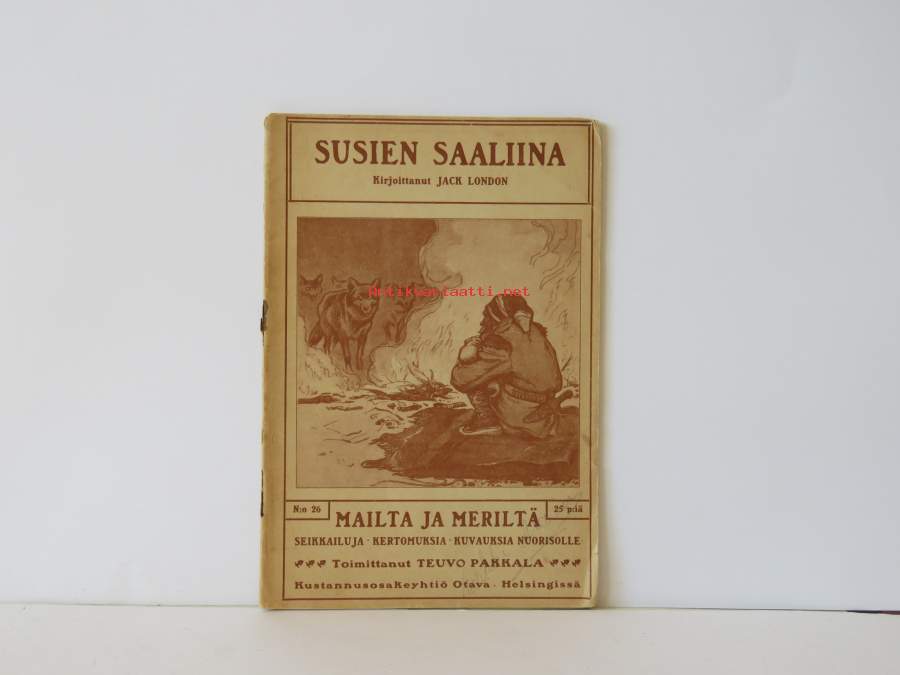 SUSIEN SAALIINA
Kirjoittanut JACK LONDON
Antikvariaatti.net
N:o 26
25 p:iä
MAILTA JA MERILTÄ
SEIKKAILUJA · KERTOMUKSIA · KUVAUKSIA NUORISOLLE
Toimittanut TEUVO PAKKALA
Kustannusosakeyhtiö Otava · Helsingissä